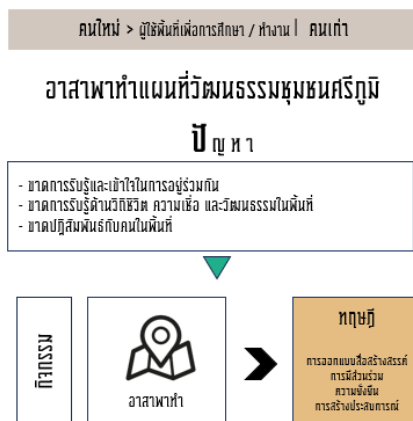 คนใหม่ > ผู้ใช้พื้นที่เพื่อการศึกษา / ทำงาน | คนเก่า
อาสาพาทำแผนที่วัฒนธรรมชุมชนศรีภูมิ
ปัญหา
- ขาดการรับรู้และเข้าใจในการอยู่ร่วมกัน
- ขาดการรับรู้ด้านวิถีชีวิต ความเชื่อ และวัฒนธรรมในพื้นที่
- ขาดปฏิสัมพันธ์กับคนในพื้นที่
กิจกรรม
อาสาพาทำ
ทฤษฎี
การออกแบบสื่อสร้างสรรค์
การมีส่วนร่วม
ความยั่งยืน
การสร้างประสบการณ์